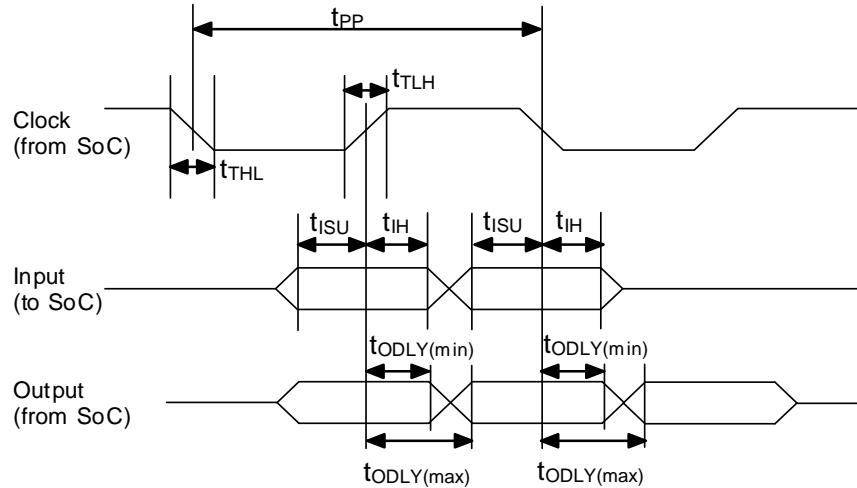 tPP
tTLH
Clock
(from SoC)
tTHL
tISU tIH tISU tIH
Input
(to SoC)
tODLY(min) tODLY(min)
Output
(from SoC)
tODLY(max) tODLY(max)